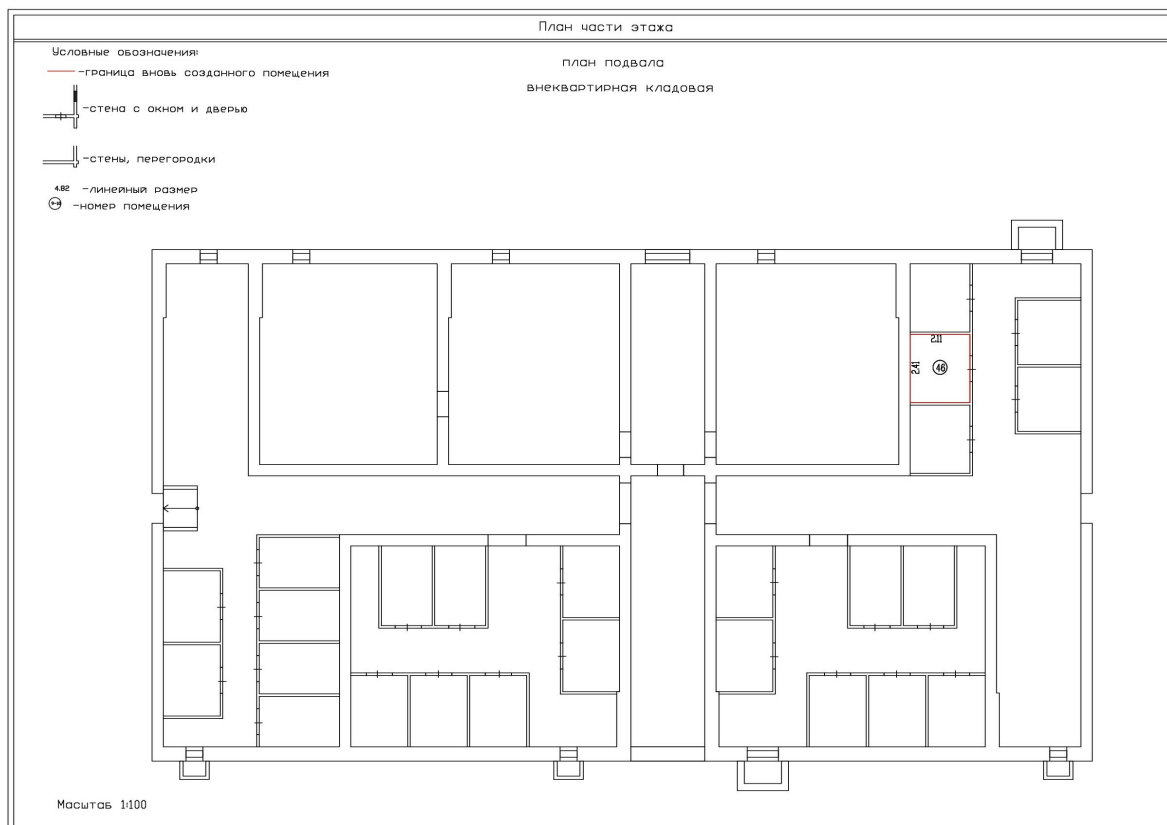 План части этажа
Условные обозначения:
-граница вновь созданного помещения
-стена с окном и дверью
-стены, перегородки
4.82 -линейный размер
-номер помещения
план подвала
внеквартирная кладовая
2.11
2.41
46
Масштаб 1:100